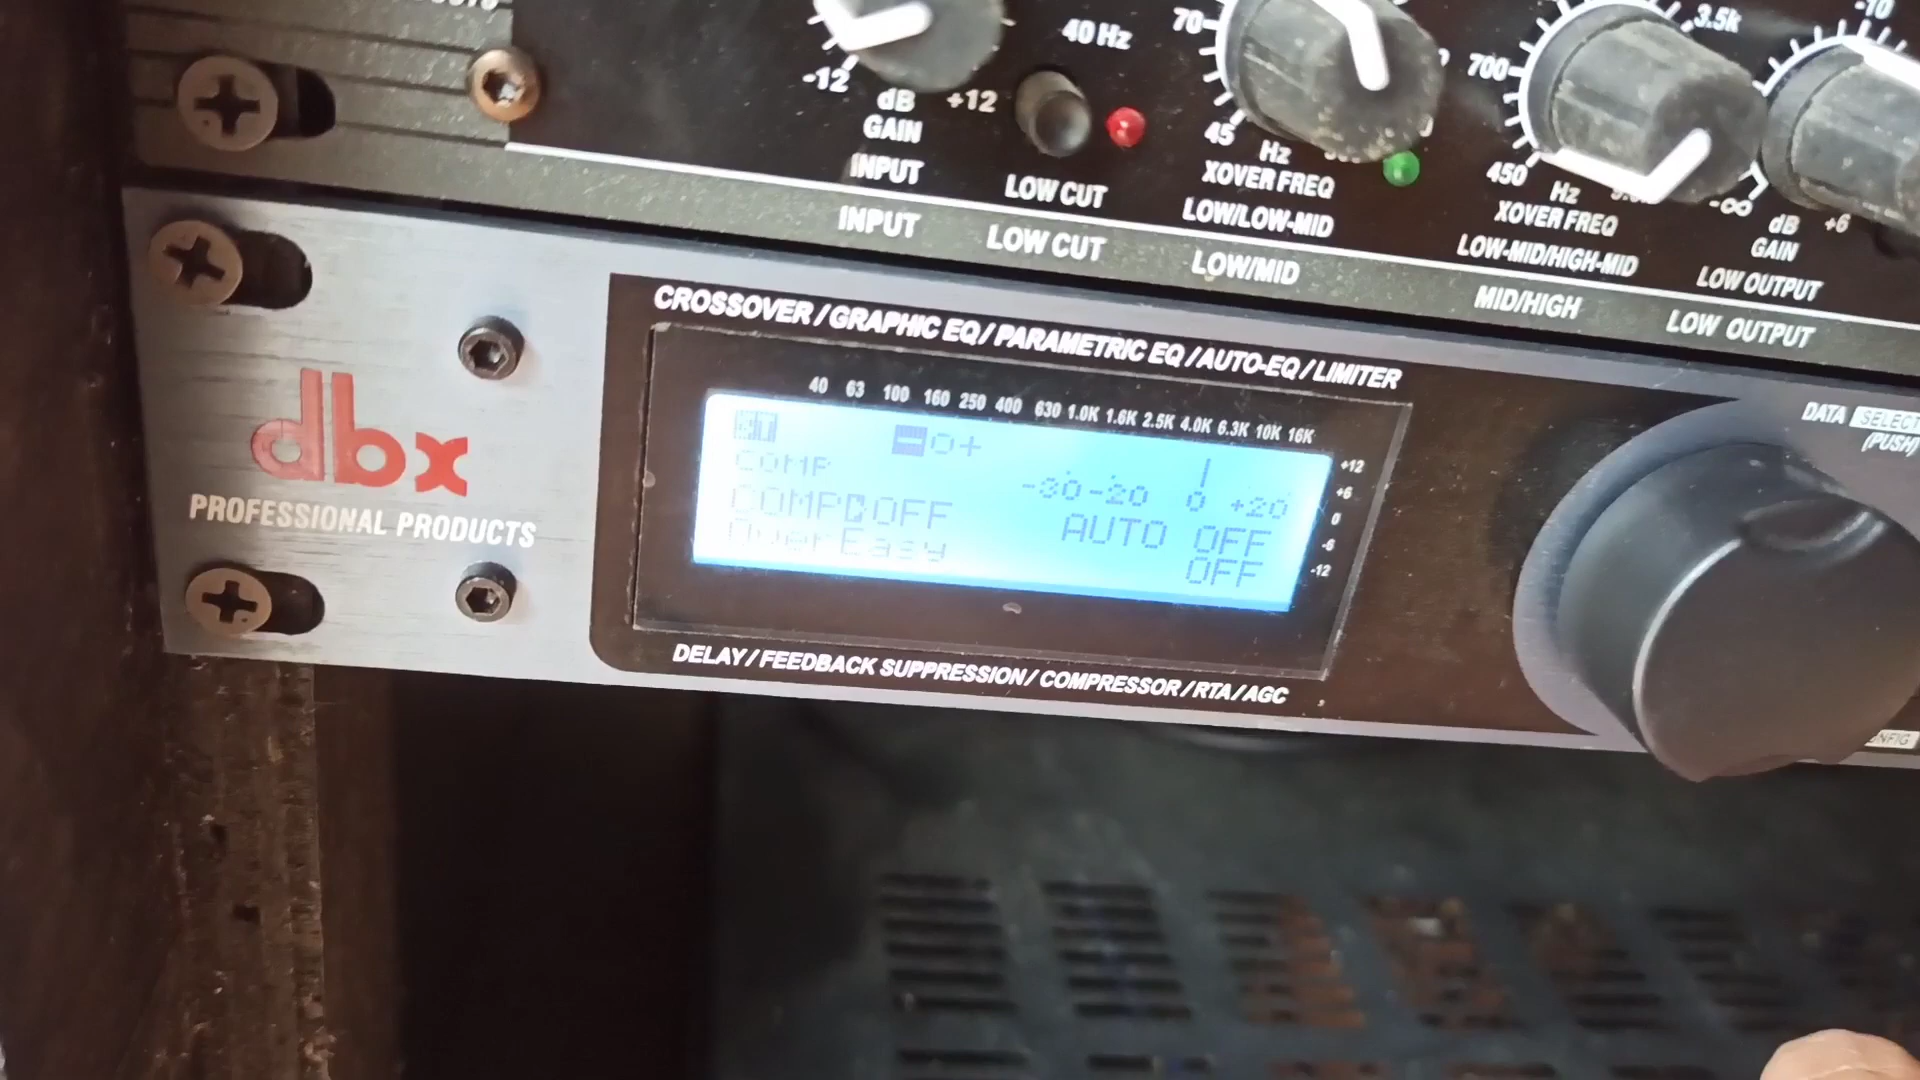 -12 dB +12
GAIN
INPUT
40 Hz
LOW CUT
70
45 Hz
XOVER FREQ
LOW/LOW-MID
700
3.5k
450 Hz
XOVER FREQ
LOW-MID/HIGH-MID
-10
-∞ dB +6
GAIN
LOW OUTPUT
INPUT
LOW CUT
LOW/MID
MID/HIGH
LOW OUTPUT
dbx
PROFESSIONAL PRODUCTS
CROSSOVER / GRAPHIC EQ / PARAMETRIC EQ / AUTO-EQ / LIMITER
40 63 100 160 250 400 630 1.0K 1.6K 2.5K 4.0K 6.3K 10K 16K
+12
+6
0
-6
-12
-○+
COMP
-30 -20 0 +20
COMP OFF AUTO OFF
OverEasy OFF
DELAY / FEEDBACK SUPPRESSION / COMPRESSOR / RTA / AGC
DATA SELECT
(PUSH)